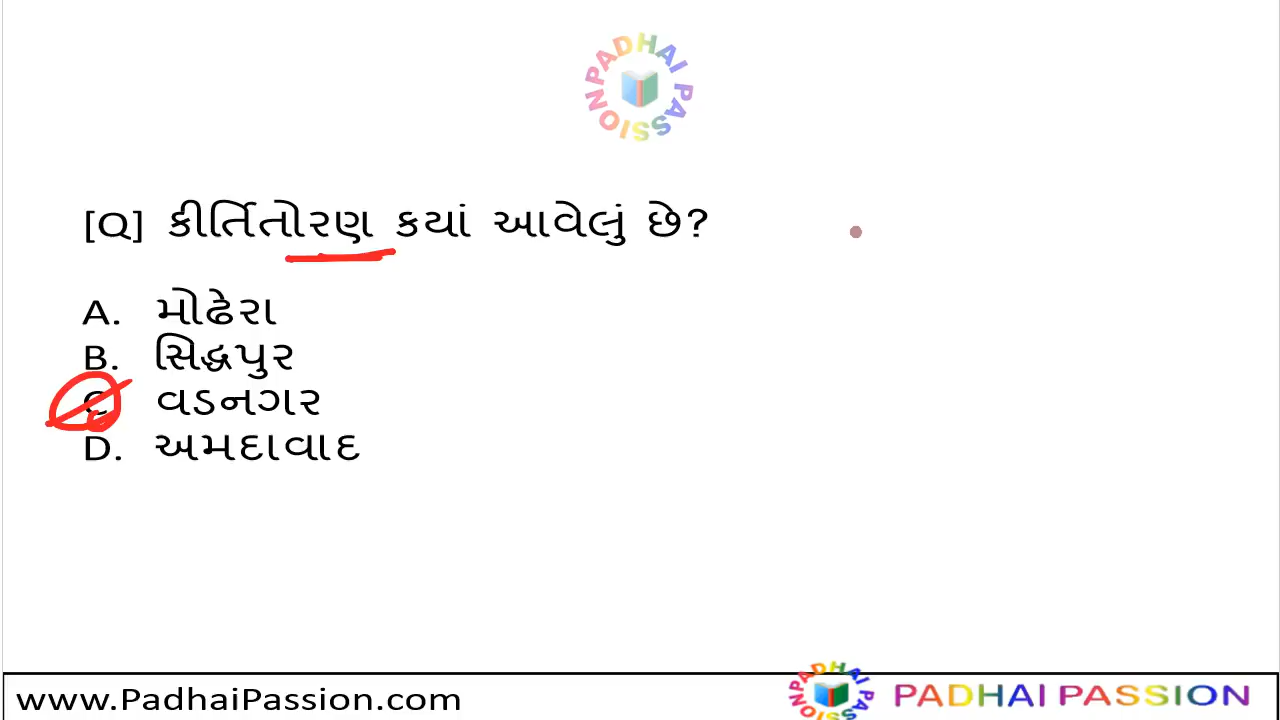 PADHAI PASSION
[Q] કીર્તિતોરણ કયાં આવેલું છે?
A. મોઢેરા
B. સિદ્ધપુર
C વડનગર
D. અમદાવાદ
www.PadhaiPassion.com
PADHAI PASSION
PADHAI PASSION